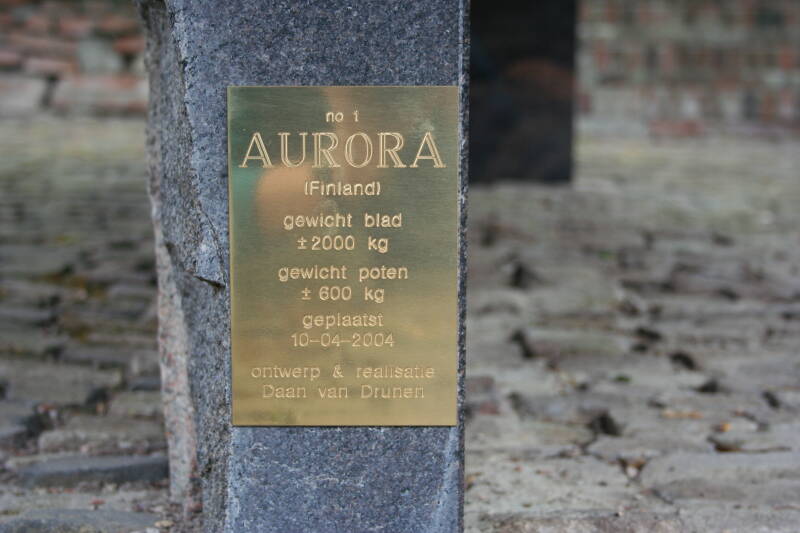 no 1
AURORA
(Finland)
gewicht blad
± 2000 kg
gewicht poten
± 600 kg
geplaatst
10-04-2004
ontwerp & realisatie
Daan van Drunen